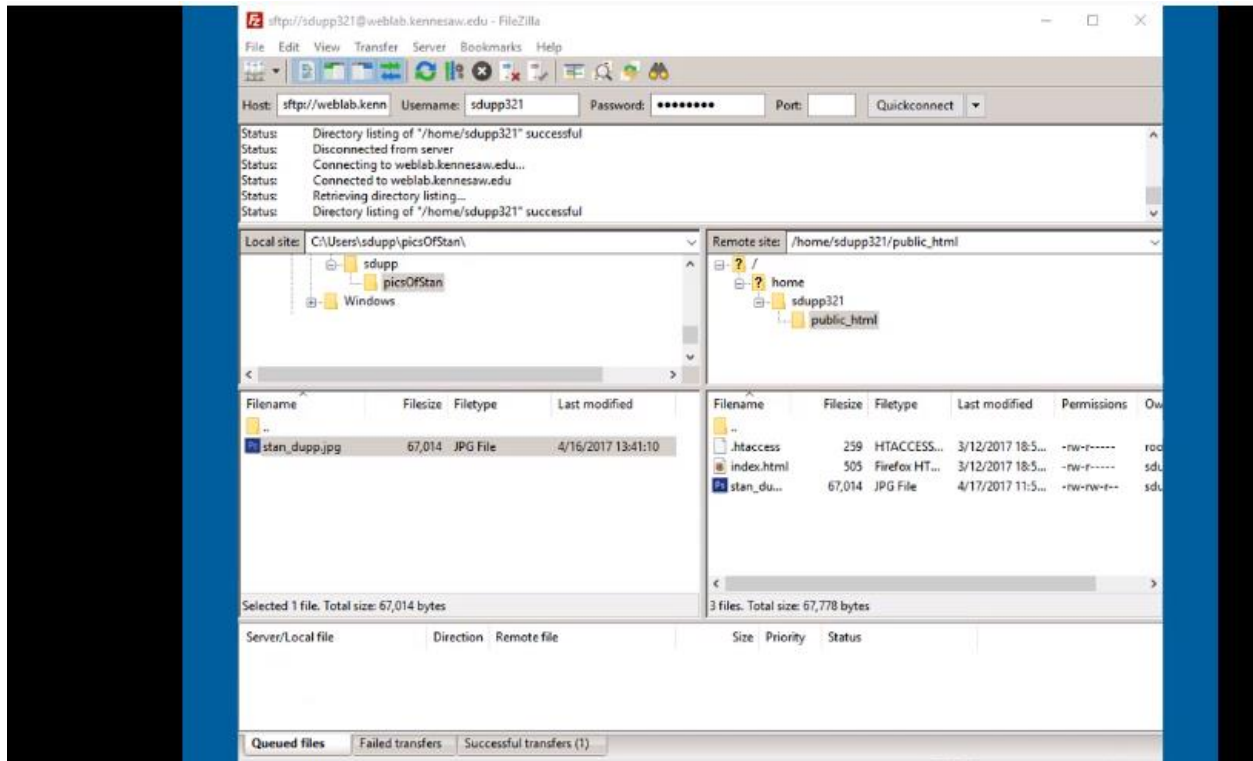 sftp://sdupp321@weblab.kennesaw.edu - FileZilla
File Edit View Transfer Server Bookmarks Help
Host: sftp://weblab.kenn Username: sdupp321 Password: •••••••• Port: Quickconnect
Status: Directory listing of "/home/sdupp321" successful
Status: Disconnected from server
Status: Connecting to weblab.kennesaw.edu...
Status: Connected to weblab.kennesaw.edu
Status: Retrieving directory listing...
Status: Directory listing of "/home/sdupp321" successful
Local site: C:\Users\sdupp\picsOfStan\
sdupp
picsOfStan
Windows
Remote site: /home/sdupp321/public_html
/
home
sdupp321
public_html
Filename Filesize Filetype Last modified
..
stan_dupp.jpg 67,014 JPG File 4/16/2017 13:41:10
Selected 1 file. Total size: 67,014 bytes
Filename Filesize Filetype Last modified Permissions Ow
..
.htaccess 259 HTACCESS... 3/12/2017 18:5... -rw-r----- roo
index.html 505 Firefox HT... 3/12/2017 18:5... -rw-r----- sdu
stan_du... 67,014 JPG File 4/17/2017 11:5... -rw-rw-r-- sdu
3 files. Total size: 67,778 bytes
Server/Local file Direction Remote file Size Priority Status
Queued files Failed transfers Successful transfers (1)